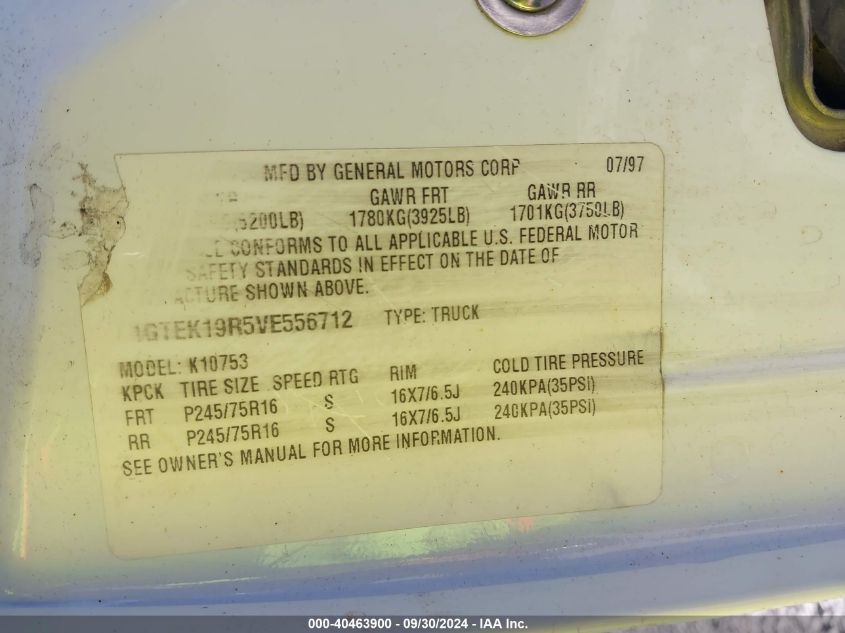 MFD BY GENERAL MOTORS CORP 07/97
GAWR FRT GAWR RR
5200LB) 1780KG(3925LB) 1701KG(3750LB)
CONFORMS TO ALL APPLICABLE U.S. FEDERAL MOTOR
SAFETY STANDARDS IN EFFECT ON THE DATE OF
ACTURE SHOWN ABOVE.
1GTEK19R5VE556712 TYPE: TRUCK
MODEL: K10753
KPCK TIRE SIZE SPEED RTG RIM COLD TIRE PRESSURE
FRT P245/75R16 S 16X7/6.5J 240KPA(35PSI)
RR P245/75R16 S 16X7/6.5J 240KPA(35PSI)
SEE OWNER'S MANUAL FOR MORE INFORMATION.
000-40463900 - 09/30/2024 - IAA Inc.